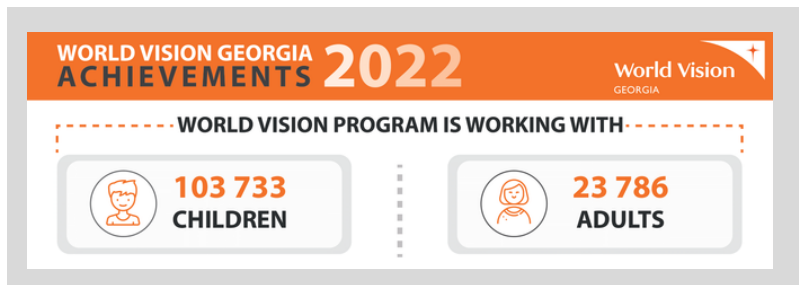 WORLD VISION GEORGIA
ACHIEVEMENTS 2022
World Vision
GEORGIA
WORLD VISION PROGRAM IS WORKING WITH
103 733
CHILDREN
23 786
ADULTS